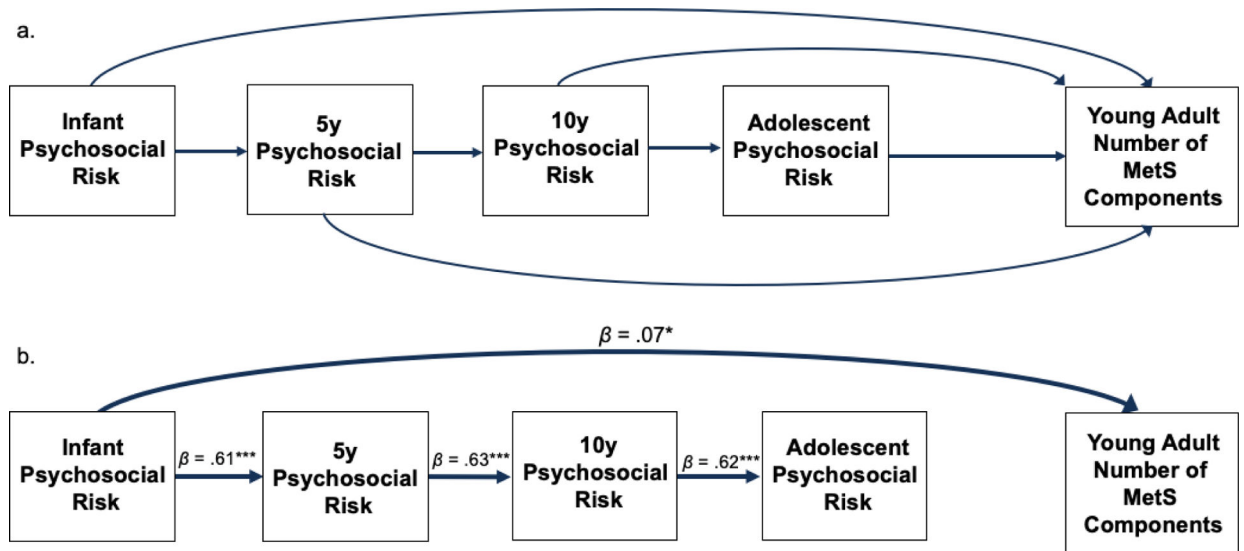 a.
Infant
Psychosocial
Risk
5y
Psychosocial
Risk
10y
Psychosocial
Risk
Adolescent
Psychosocial
Risk
Young Adult
Number of
MetS
Components
b.
β = .07*
Infant
Psychosocial
Risk
β = .61***
5y
Psychosocial
Risk
β = .63***
10y
Psychosocial
Risk
β = .62***
Adolescent
Psychosocial
Risk
Young Adult
Number of
MetS
Components